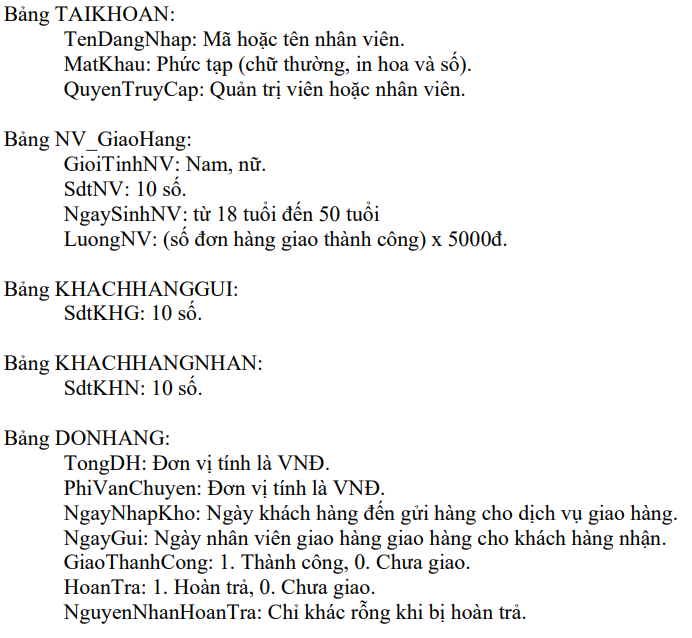 Bảng TAIKHOAN:
TenDangNhap: Mã hoặc tên nhân viên.
MatKhau: Phức tạp (chữ thường, in hoa và số).
QuyenTruyCap: Quản trị viên hoặc nhân viên.
Bảng NV_GiaoHang:
GioiTinhNV: Nam, nữ.
SdtNV: 10 số.
NgaySinhNV: từ 18 tuổi đến 50 tuổi
LuongNV: (số đơn hàng giao thành công) x 5000đ.
Bảng KHACHHANGGUI:
SdtKHG: 10 số.
Bảng KHACHHANGNHAN:
SdtKHN: 10 số.
Bảng DONHANG:
TongDH: Đơn vị tính là VNĐ.
PhiVanChuyen: Đơn vị tính là VNĐ.
NgayNhapKho: Ngày khách hàng đến gửi hàng cho dịch vụ giao hàng.
NgayGui: Ngày nhân viên giao hàng giao hàng cho khách hàng nhận.
GiaoThanhCong: 1. Thành công, 0. Chưa giao.
HoanTra: 1. Hoàn trả, 0. Chưa giao.
NguyenNhanHoanTra: Chỉ khác rỗng khi bị hoàn trả.